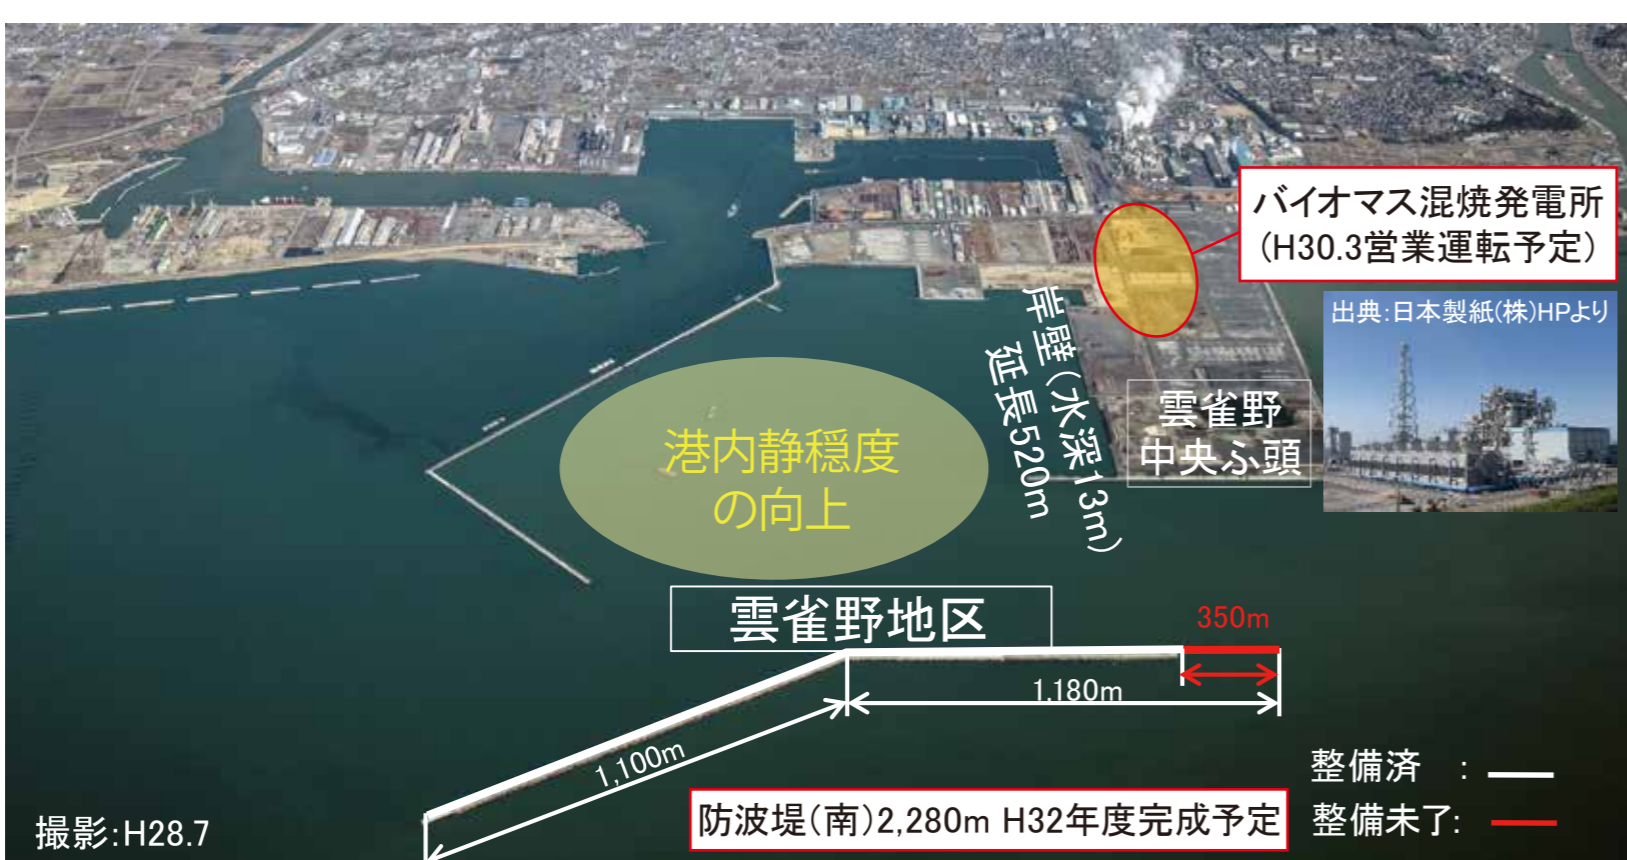 バイオマス混焼発電所
(H30.3営業運転予定)
出典:日本製紙(株)HPより
岸壁(水深13m)
延長520m
雲雀野
中央ふ頭
港内静穏度
の向上
雲雀野地区
350m
1,180m
1,100m
整備済 :
整備未了:
防波堤(南)2,280m H32年度完成予定
撮影:H28.7